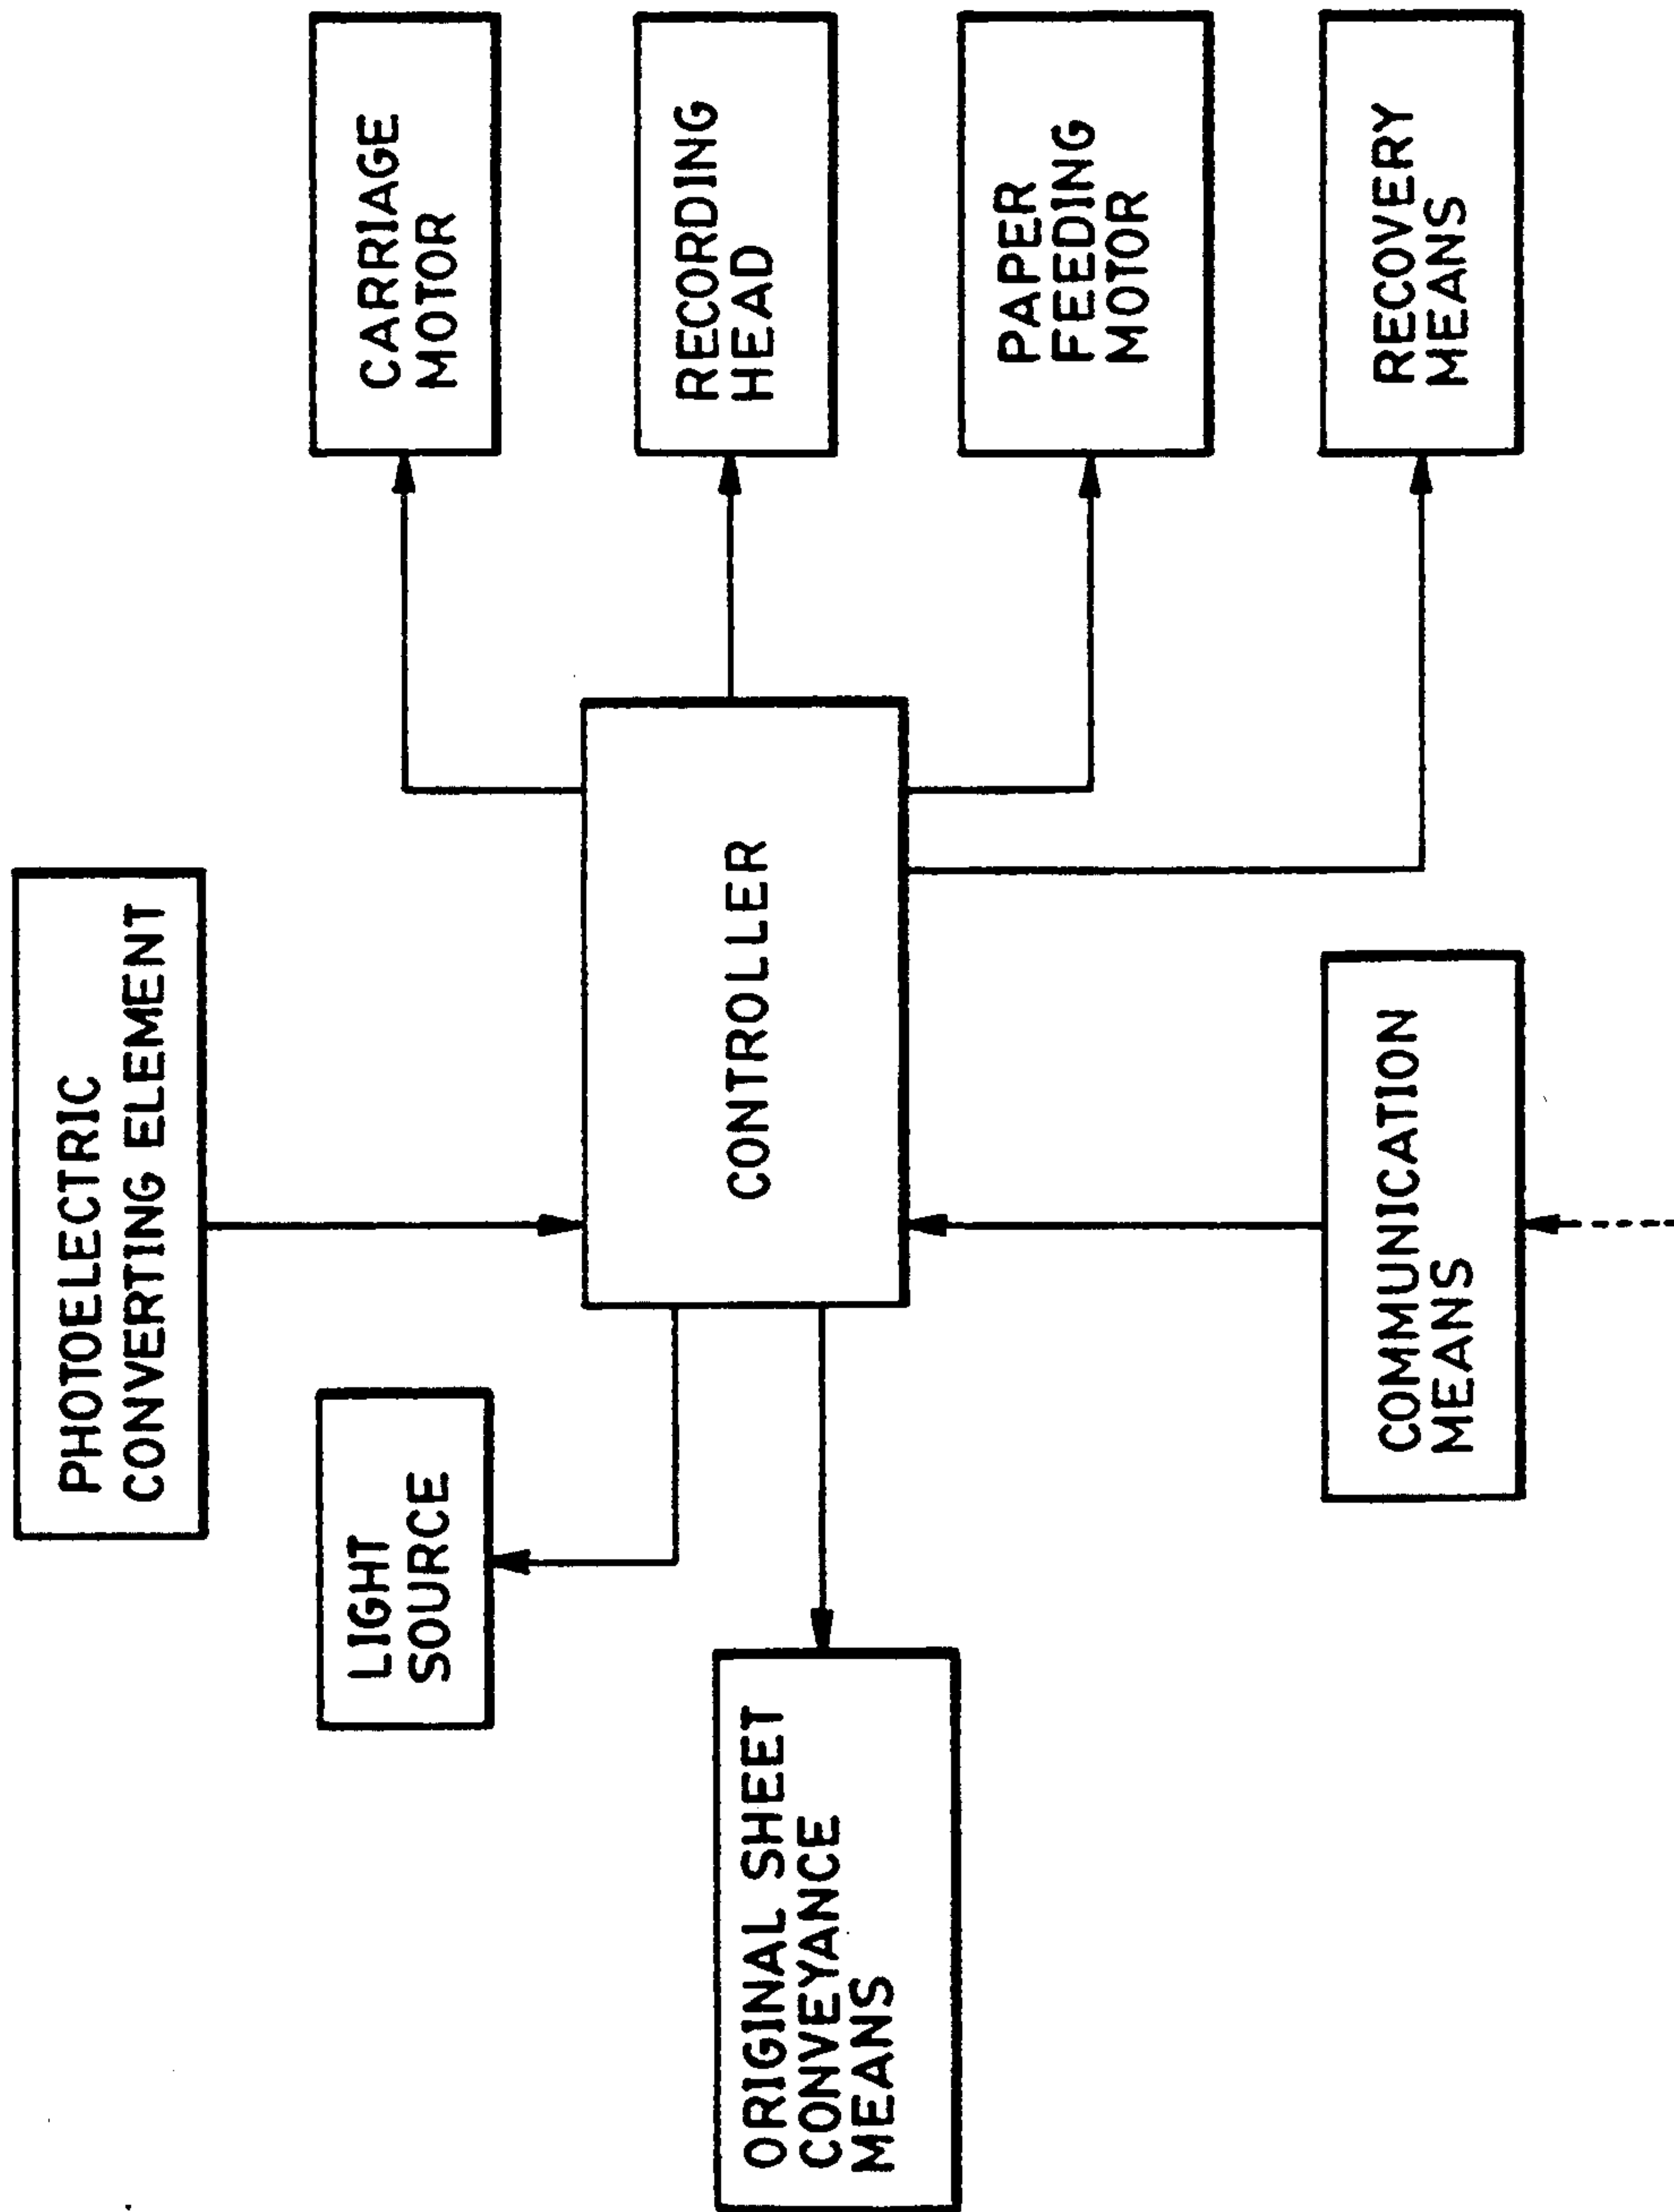 PHOTOELECTRIC
CONVERTING ELEMENT
LIGHT
SOURCE
CARRIAGE
MOTOR
ORIGINAL SHEET
CONVEYANCE
MEANS
CONTROLLER
RECORDING
HEAD
PAPER
FEEDING
MOTOR
COMMUNICATION
MEANS
RECOVERY
MEANS